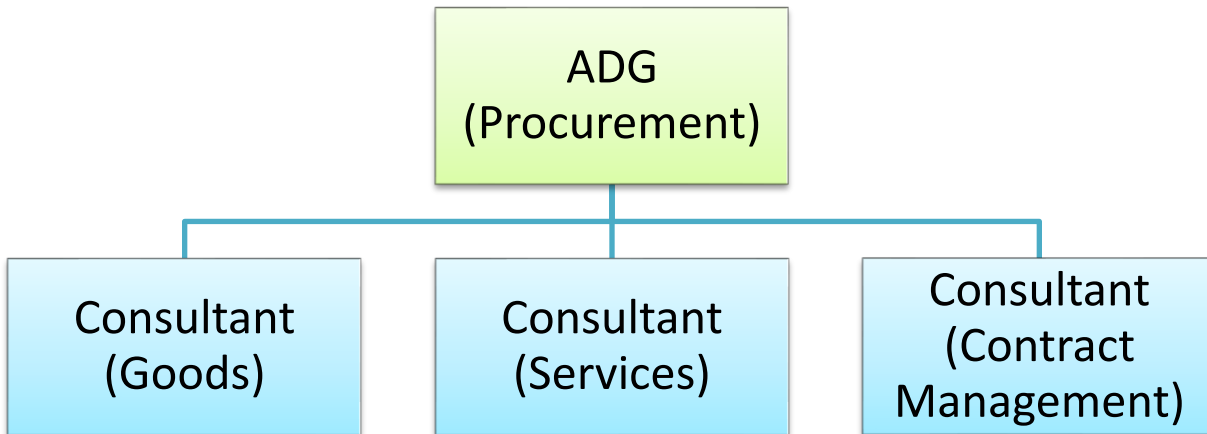 ADG
(Procurement)
Consultant
(Goods)
Consultant
(Services)
Consultant
(Contract
Management)